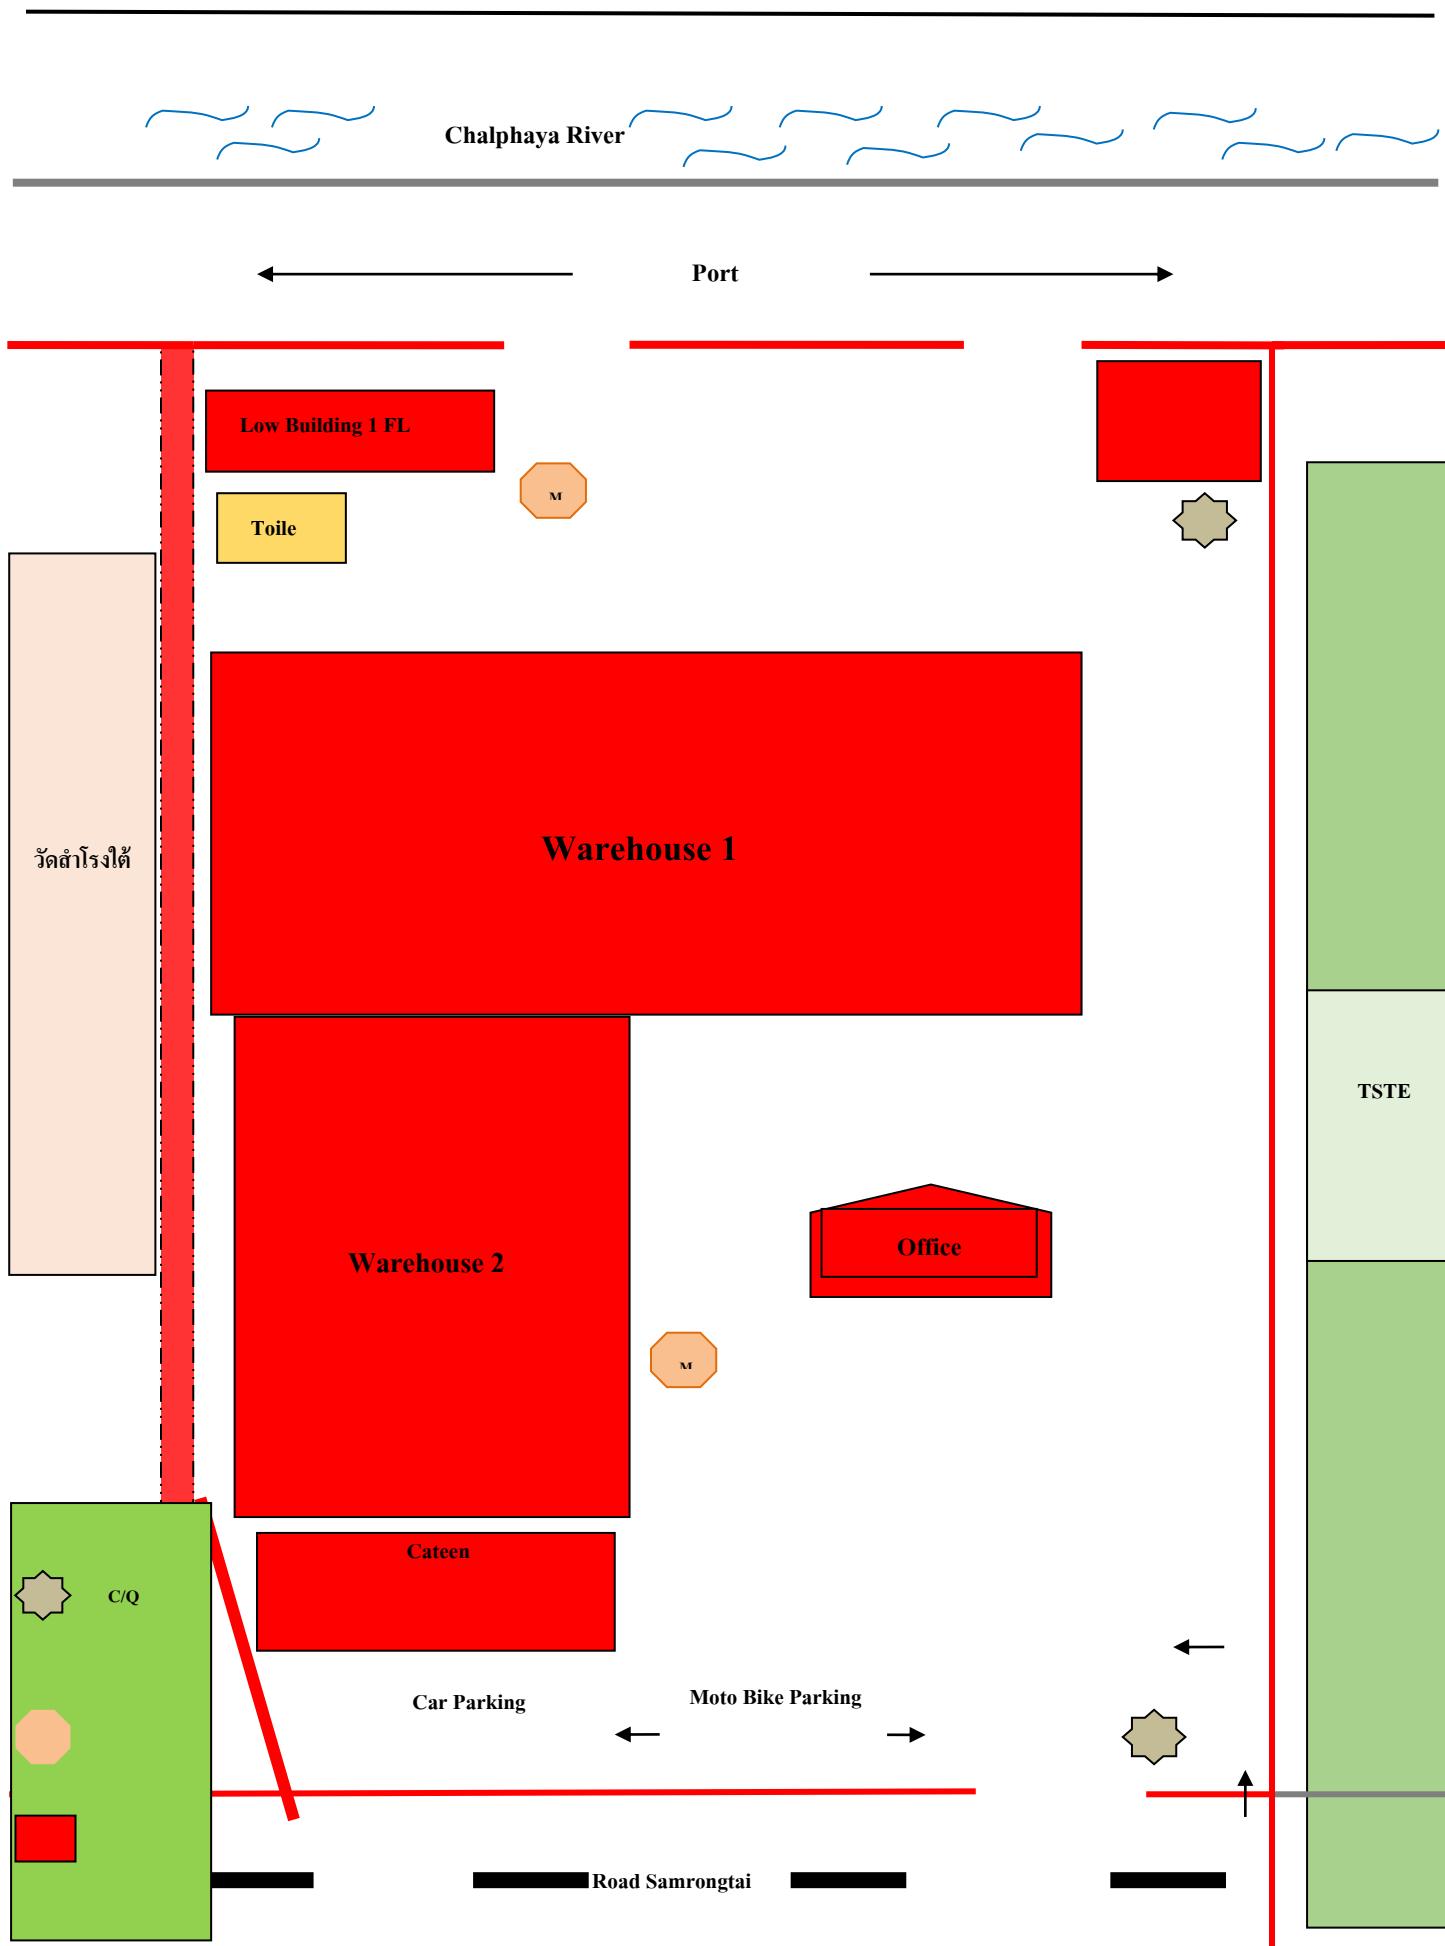 Chalphaya River
Port
Low Building 1 FL
M
Toile
Warehouse 1
วัดสำโรงใต้
TSTE
Office
Warehouse 2
M
Cateen
C/Q
Moto Bike Parking
Car Parking
Road Samrongtai